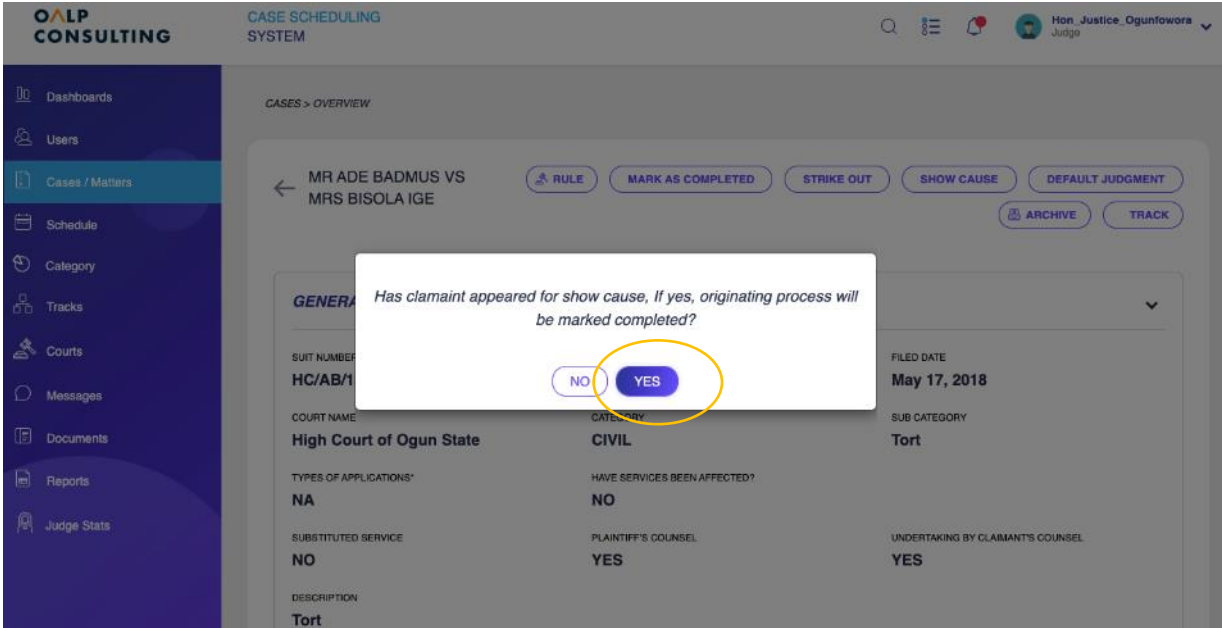 OALP
CONSULTING
CASE SCHEDULING
SYSTEM
Hon_Justice_Ogunfowora
Judge
Dashboards
Users
Cases / Matters
Schedule
Category
Tracks
Courts
Messages
Documents
Reports
Judge Stats
CASES > OVERVIEW
MR ADE BADMUS VS
MRS BISOLA IGE
RULE
MARK AS COMPLETED
STRIKE OUT
SHOW CAUSE
DEFAULT JUDGMENT
ARCHIVE
TRACK
Has clamaint appeared for show cause, If yes, originating process will
be marked completed?
NO
YES
GENERA
SUIT NUMBER
HC/AB/1
FILED DATE
May 17, 2018
COURT NAME
High Court of Ogun State
CATEGORY
CIVIL
SUB CATEGORY
Tort
TYPES OF APPLICATIONS*
NA
HAVE SERVICES BEEN AFFECTED?
NO
SUBSTITUTED SERVICE
NO
PLAINTIFF'S COUNSEL
YES
UNDERTAKING BY CLAIMANT'S COUNSEL
YES
DESCRIPTION
Tort